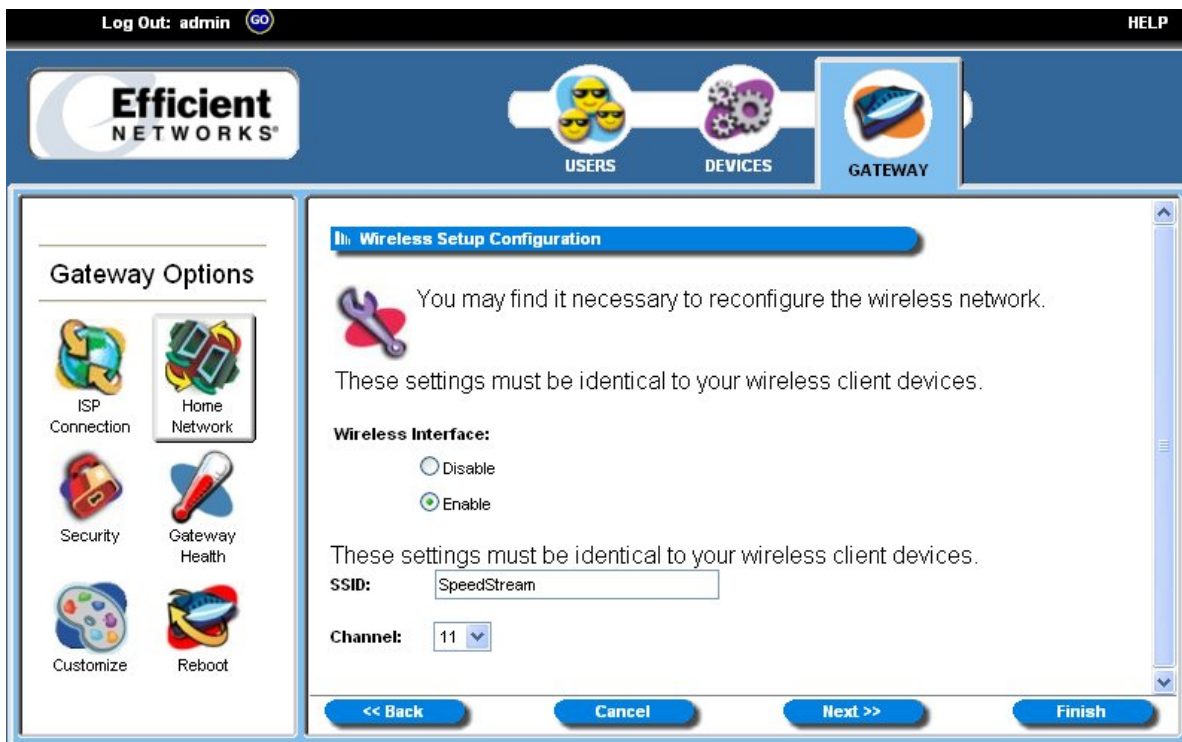 Log Out: admin GO
HELP
Efficient
NETWORKS®
USERS
DEVICES
GATEWAY
Gateway Options
ISP
Connection
Home
Network
Security
Gateway
Health
Customize
Reboot
Wireless Setup Configuration
You may find it necessary to reconfigure the wireless network.
These settings must be identical to your wireless client devices.
Wireless Interface:
Disable
Enable
These settings must be identical to your wireless client devices.
SSID: SpeedStream
Channel: 11
<< Back
Cancel
Next >>
Finish